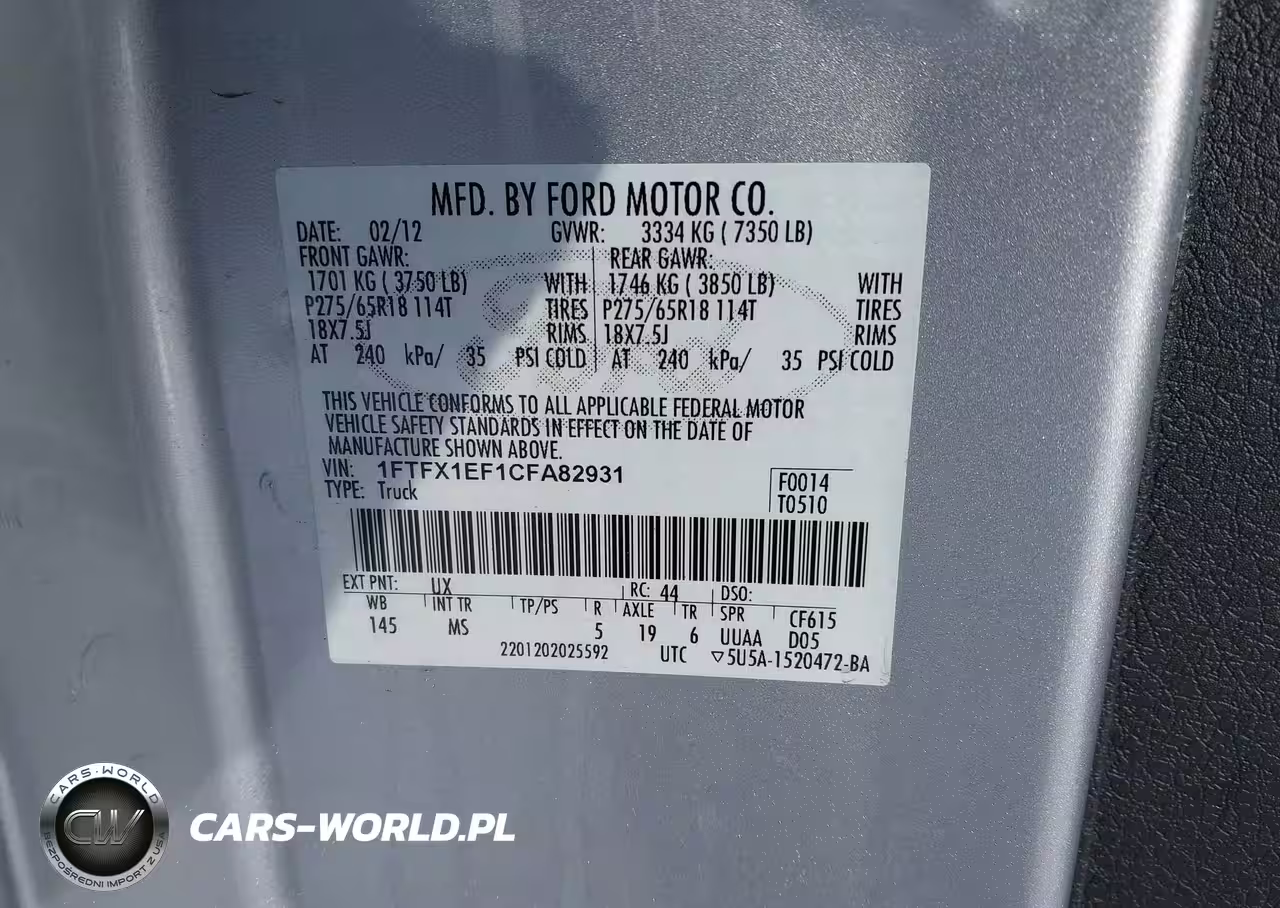 MFD. BY FORD MOTOR CO.
DATE: 02/12 GVWR: 3334 KG ( 7350 LB)
FRONT GAWR: REAR GAWR:
1701 KG ( 3750 LB) WITH 1746 KG ( 3850 LB) WITH
P275/65R18 114T TIRES P275/65R18 114T TIRES
18X7.5J RIMS 18X7.5J RIMS
AT 240 kPa/ 35 PSI COLD AT 240 kPa/ 35 PSI COLD
THIS VEHICLE CONFORMS TO ALL APPLICABLE FEDERAL MOTOR
VEHICLE SAFETY STANDARDS IN EFFECT ON THE DATE OF
MANUFACTURE SHOWN ABOVE.
VIN: 1FTFX1EF1CFA82931
TYPE: Truck
F0014
T0510
EXT PNT: UX RC: 44 DSO:
WB INT TR TP/PS R AXLE TR SPR CF615
145 MS 5 19 6 UUAA D05
2201202025592 UTC ▽5U5A-1520472-BA
CARS-WORLD
CW
BEZPOŚREDNI IMPORT Z USA
CARS-WORLD.PL